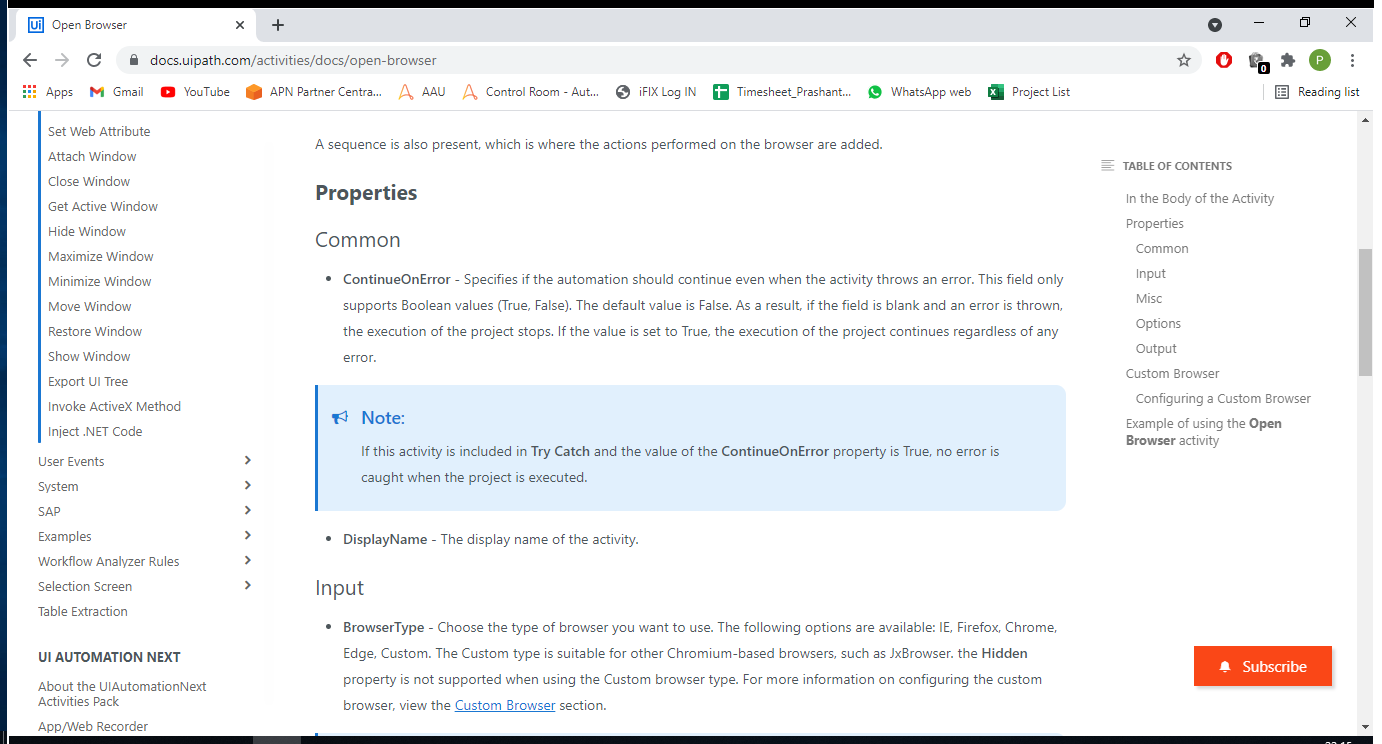 Open Browser
docs.uipath.com/activities/docs/open-browser
P
0
Apps
Gmail
YouTube
APN Partner Centra...
AAU
Control Room - Aut...
iFIX Log IN
Timesheet_Prashant...
WhatsApp web
Project List
Reading list
Set Web Attribute
Attach Window
Close Window
Get Active Window
Hide Window
Maximize Window
Minimize Window
Move Window
Restore Window
Show Window
Export UI Tree
Invoke ActiveX Method
Inject .NET Code
User Events
System
SAP
Examples
Workflow Analyzer Rules
Selection Screen
Table Extraction
UI AUTOMATION NEXT
About the UIAutomationNext
Activities Pack
App/Web Recorder
A sequence is also present, which is where the actions performed on the browser are added.
Properties
Common
• ContinueOnError - Specifies if the automation should continue even when the activity throws an error. This field only
supports Boolean values (True, False). The default value is False. As a result, if the field is blank and an error is thrown,
the execution of the project stops. If the value is set to True, the execution of the project continues regardless of any
error.
Note:
If this activity is included in Try Catch and the value of the ContinueOnError property is True, no error is
caught when the project is executed.
• DisplayName - The display name of the activity.
Input
• BrowserType - Choose the type of browser you want to use. The following options are available: IE, Firefox, Chrome,
Edge, Custom. The Custom type is suitable for other Chromium-based browsers, such as JxBrowser. the Hidden
property is not supported when using the Custom browser type. For more information on configuring the custom
browser, view the Custom Browser section.
TABLE OF CONTENTS
In the Body of the Activity
Properties
Common
Input
Misc
Options
Output
Custom Browser
Configuring a Custom Browser
Example of using the Open
Browser activity
Subscribe